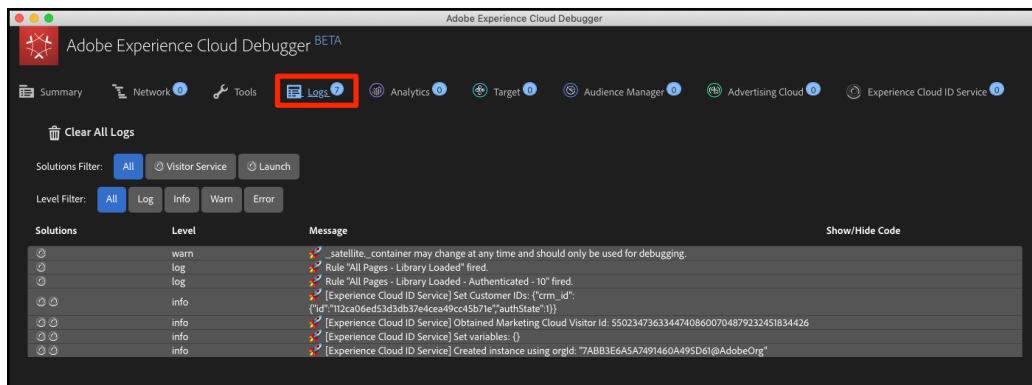 Adobe Experience Cloud Debugger
Adobe Experience Cloud Debugger BETA
Summary Network 0 Tools Logs 7 Analytics 0 Target 0 Audience Manager 0 Advertising Cloud 0 Experience Cloud ID Service 0
Clear All Logs
Solutions Filter: All Visitor Service Launch
Level Filter: All Log Info Warn Error
Solutions Level Message Show/Hide Code
warn _satellite._container may change at any time and should only be used for debugging.
log Rule "All Pages - Library Loaded" fired.
log Rule "All Pages - Library Loaded - Authenticated - 10" fired.
info [Experience Cloud ID Service] Set Customer IDs: {"crm_id":
{"id":"112ca06ed53d3db37e4cea49cc45b71e","authState":1}}
info [Experience Cloud ID Service] Obtained Marketing Cloud Visitor Id: 55023473633447408600704879232451834426
info [Experience Cloud ID Service] Set variables: {}
info [Experience Cloud ID Service] Created instance using orgId: "7ABB3E6A5A7491460A495D61@AdobeOrg"